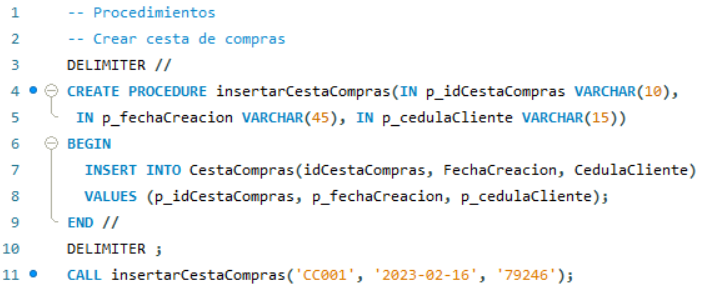 1 -- Procedimientos
2 -- Crear cesta de compras
3 DELIMITER //
4 CREATE PROCEDURE insertarCestaCompras(IN p_idCestaCompras VARCHAR(10),
5 IN p_fechaCreacion VARCHAR(45), IN p_cedulaCliente VARCHAR(15))
6 BEGIN
7 INSERT INTO CestaCompras(idCestaCompras, FechaCreacion, CedulaCliente)
8 VALUES (p_idCestaCompras, p_fechaCreacion, p_cedulaCliente);
9 END //
10 DELIMITER ;
11 CALL insertarCestaCompras('CC001', '2023-02-16', '79246');